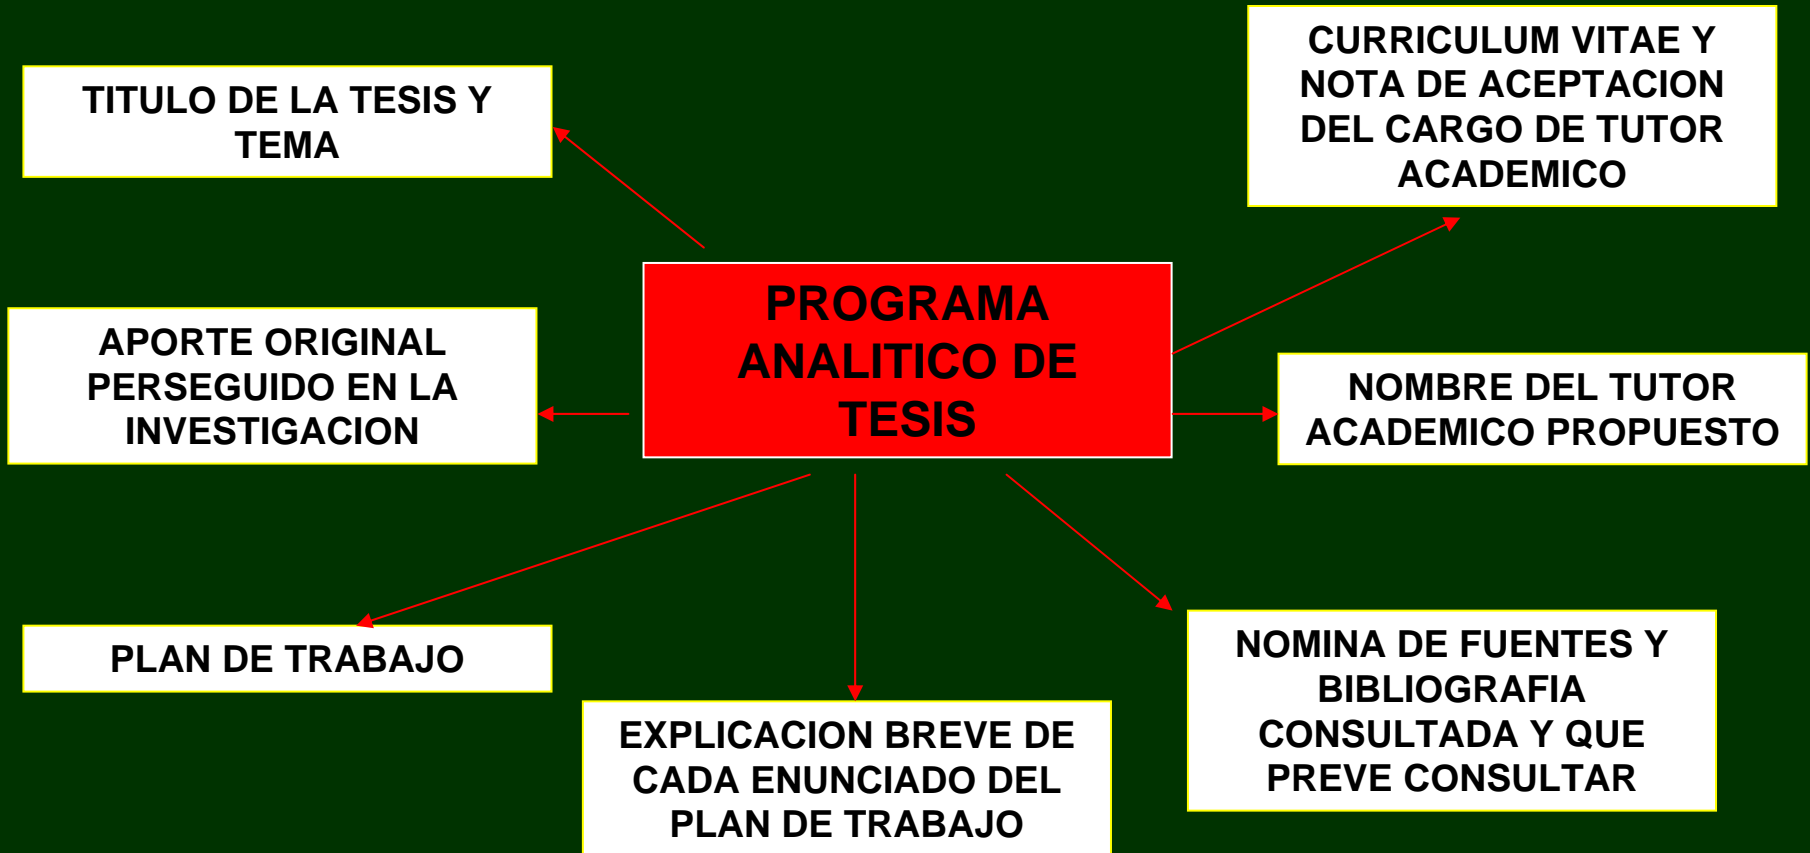 TITULO DE LA TESIS Y
TEMA
CURRICULUM VITAE Y
NOTA DE ACEPTACION
DEL CARGO DE TUTOR
ACADEMICO
PROGRAMA
ANALITICO DE
TESIS
APORTE ORIGINAL
PERSEGUIDO EN LA
INVESTIGACION
NOMBRE DEL TUTOR
ACADEMICO PROPUESTO
PLAN DE TRABAJO
EXPLICACION BREVE DE
CADA ENUNCIADO DEL
PLAN DE TRABAJO
NOMINA DE FUENTES Y
BIBLIOGRAFIA
CONSULTADA Y QUE
PREVE CONSULTAR